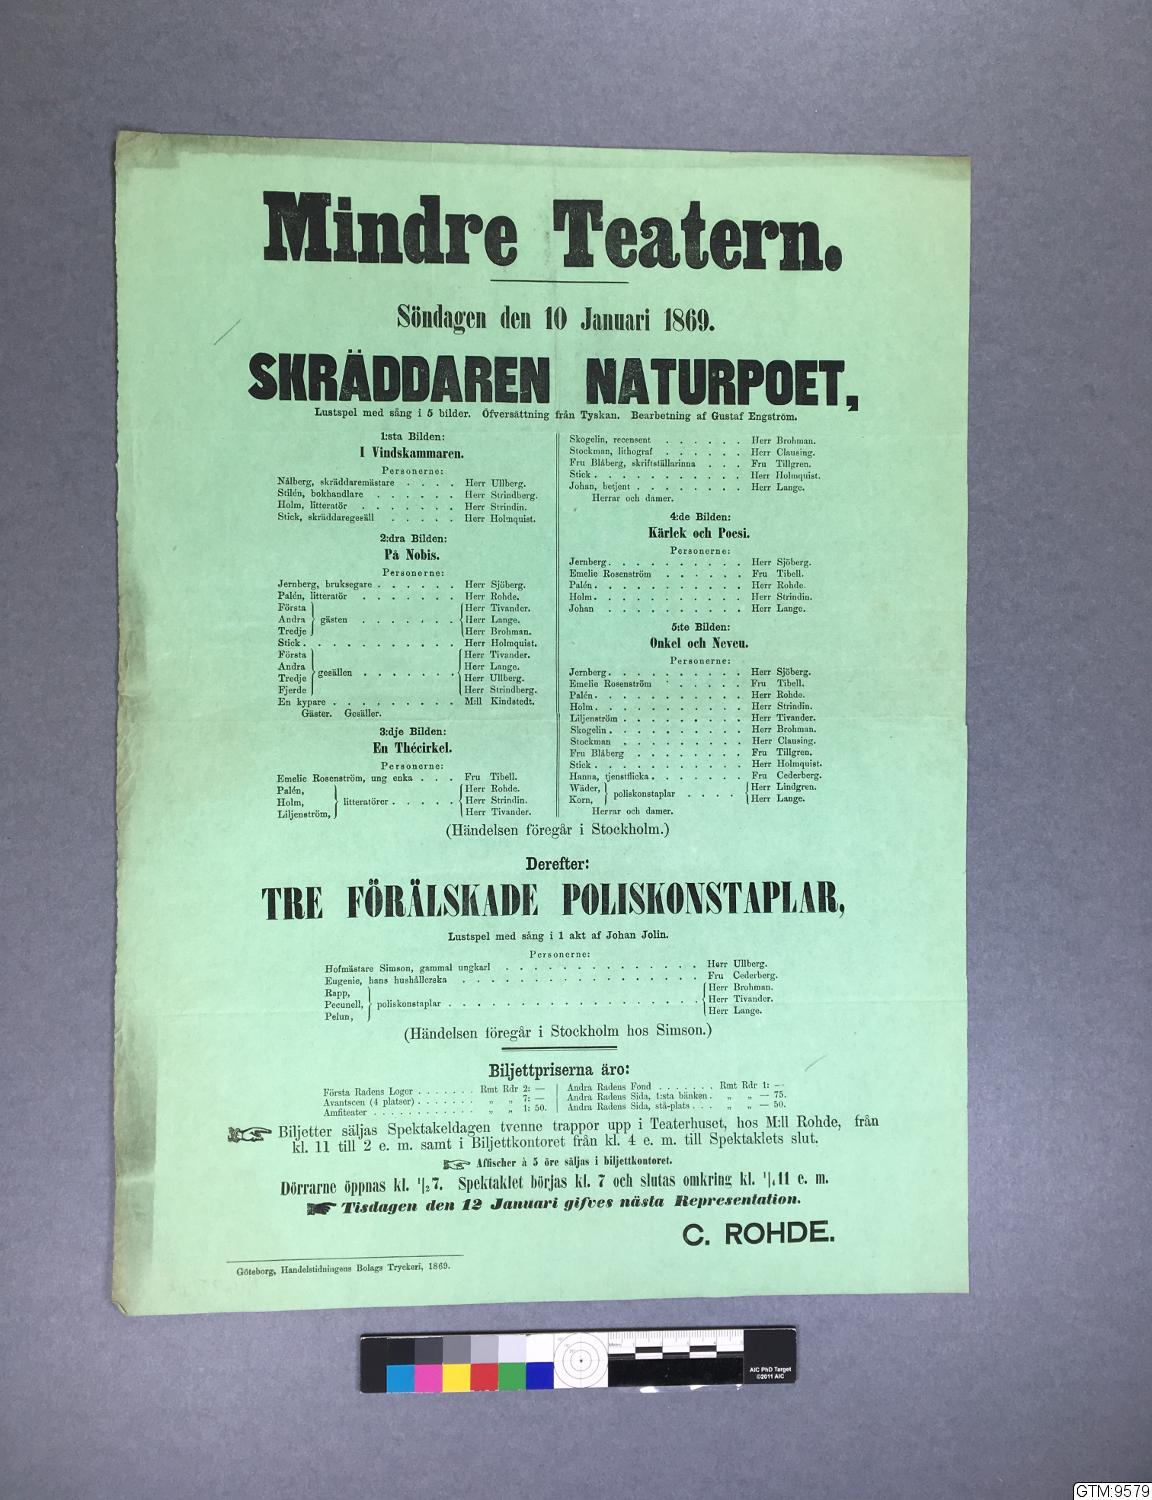 Mindre Teatern.
Söndagen den 10 Januari 1869.
SKRÄDDAREN NATURPOET,
Lustspel med sång i 5 bilder. Öfversättning från Tyskan. Bearbetning af Gustaf Engström.
1:sta Bilden:
I Vindskammaren.
Personerne:
Nålberg, skräddaremästare . . . . Herr Ullberg.
Stilén, bokhandlare . . . . . . Herr Strindberg.
Holm, litteratör . . . . . . . Herr Strindin.
Stick, skräddaregesäll . . . . . Herr Holmquist.
2:dra Bilden:
På Nobis.
Personerne:
Jernberg, bruksegare . . . . . . Herr Sjöberg.
Palén, litteratör . . . . . . . Herr Rohde.
Första Herr Tivander.
Andra gästen . . . . . . . Herr Lange.
Tredje Herr Brohman.
Stick . . . . . . . . . . . Herr Holmquist.
Första Herr Tivander.
Andra Herr Lange.
gesällen . . . . . . .
Tredje Herr Ullberg.
Fjerde Herr Strindberg.
En kypare . . . . . . . . . M:ll Kindstedt.
Gäster. Gesäller.
3:dje Bilden:
En Thécirkel.
Personerne:
Emelie Rosenström, ung enka . . . Fru Tibell.
Palén, Herr Rohde.
Holm, litteratörer . . . . . Herr Strindin.
Liljenström, Herr Tivander.
Skogelin, recensent . . . . . . Herr Brohman.
Stockman, lithograf . . . . . . Herr Clausing.
Fru Blåberg, skriftställarinna . . . Fru Tillgren.
Stick . . . . . . . . . . . Herr Holmquist.
Johan, betjent . . . . . . . . Herr Lange.
Herrar och damer.
4:de Bilden:
Kärlek och Poesi.
Personerne:
Jernberg . . . . . . . . . . Herr Sjöberg.
Emelie Rosenström . . . . . . Fru Tibell.
Palén . . . . . . . . . . . Herr Rohde.
Holm . . . . . . . . . . . Herr Strindin.
Johan . . . . . . . . . . Herr Lange.
5:te Bilden:
Onkel och Neveu.
Personerne:
Jernberg . . . . . . . . . . Herr Sjöberg.
Emelie Rosenström . . . . . . Fru Tibell.
Palén . . . . . . . . . . . Herr Rohde.
Holm . . . . . . . . . . . Herr Strindin.
Liljenström . . . . . . . . . Herr Tivander.
Skogelin . . . . . . . . . . Herr Brohman.
Stockman . . . . . . . . . Herr Clausing.
Fru Blåberg . . . . . . . . Fru Tillgren.
Stick . . . . . . . . . . . Herr Holmquist.
Hanna, tjenstflicka . . . . . . . Fru Cederberg.
Wäder, Herr Lindgren.
poliskonstaplar . . . .
Korn, Herr Lange.
Herrar och damer.
(Händelsen föregår i Stockholm.)
Derefter:
TRE FÖRÄLSKADE POLISKONSTAPLAR,
Lustspel med sång i 1 akt af Johan Jolin.
Personerne:
Hofmästare Simson, gammal ungkarl . . . . . . . . . . . . . . Herr Ullberg.
Eugenie, hans hushållerska . . . . . . . . . . . . . . . . . Fru Cederberg.
Rapp, Herr Brohman.
Pecunell, poliskonstaplar . . . . . . . . . . . . . . . . . . Herr Tivander.
Pelun, Herr Lange.
(Händelsen föregår i Stockholm hos Simson.)
Biljettpriserna äro:
Första Radens Loger . . . . . . . Rmt Rdr 2: —
Avantscen (4 platser) . . . . . . . „ „ 7: —
Amfiteater . . . . . . . . . . . „ „ 1: 50.
Andra Radens Fond . . . . . . . Rmt Rdr 1: —.
Andra Radens Sida, 1:sta bänken . „ „ — 75.
Andra Radens Sida, stå-plats . . . „ „ — 50.
Biljetter säljas Spektakeldagen tvenne trappor upp i Teaterhuset, hos M:ll Rohde, från
kl. 11 till 2 e. m. samt i Biljettkontoret från kl. 4 e. m. till Spektaklets slut.
Affischer à 5 öre säljas i biljettkontoret.
Dörrarne öppnas kl. 1/2 7. Spektaklet börjas kl. 7 och slutas omkring kl. 1/4 11 e. m.
Tisdagen den 12 Januari gifves nästa Representation.
C. ROHDE.
Göteborg, Handelstidningens Bolags Tryckeri, 1869.
AIC PhD Target
©2011 AIC
GTM:9579